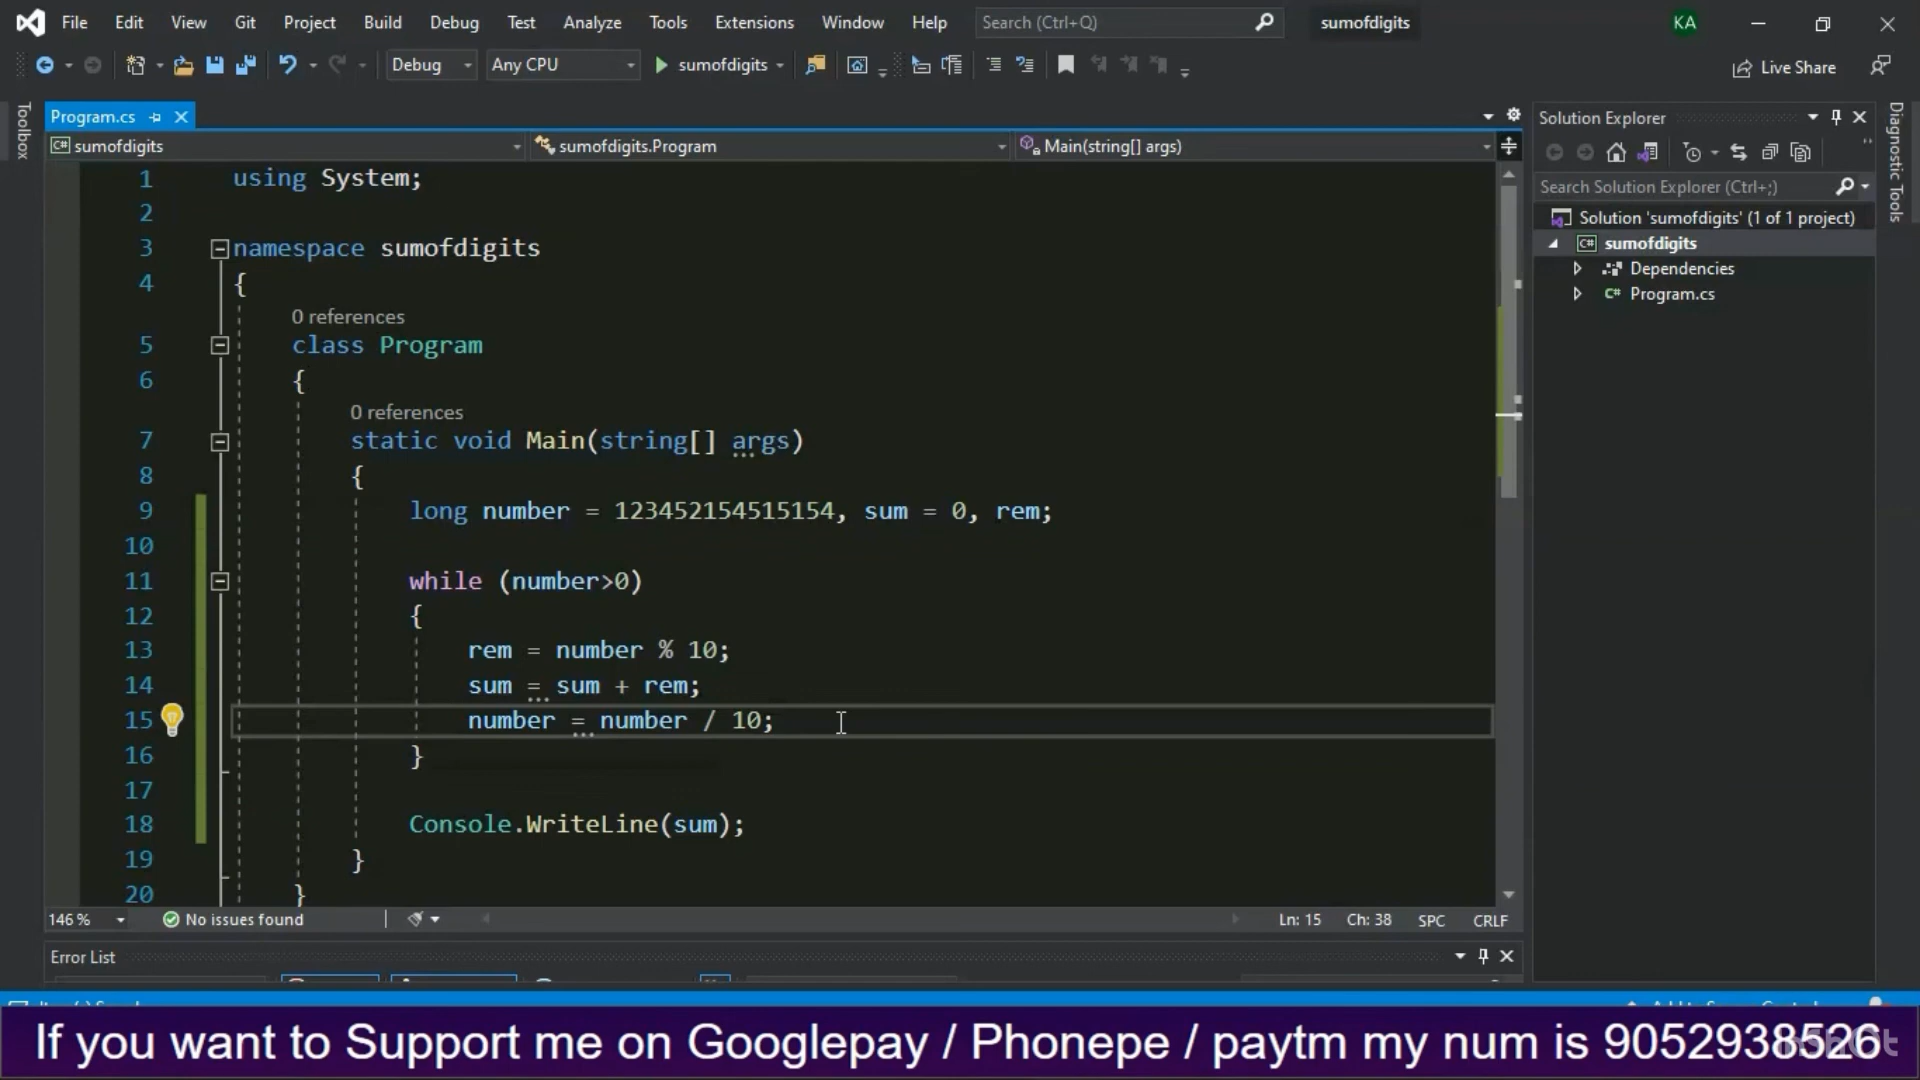 File Edit View Git Project Build Debug Test Analyze Tools Extensions Window Help Search (Ctrl+Q) sumofdigits KA
Debug Any CPU sumofdigits Live Share
Toolbox
Program.cs
sumofdigits sumofdigits.Program Main(string[] args)
1 using System;
2
3 namespace sumofdigits
4 {
0 references
5 class Program
6 {
0 references
7 static void Main(string[] args)
8 {
9 long number = 123452154515154, sum = 0, rem;
10
11 while (number>0)
12 {
13 rem = number % 10;
14 sum = sum + rem;
15 number = number / 10;
16 }
17
18 Console.WriteLine(sum);
19 }
20 }
146 % No issues found Ln: 15 Ch: 38 SPC CRLF
Error List
Solution Explorer
Search Solution Explorer (Ctrl+;)
Solution 'sumofdigits' (1 of 1 project)
sumofdigits
Dependencies
Program.cs
Diagnostic Tools
If you want to Support me on Googlepay / Phonepe / paytm my num is 9052938526